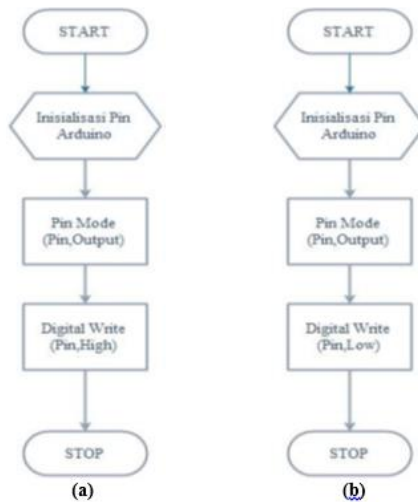 START
Inisialisasi Pin
Arduino
Pin Mode
(Pin,Output)
Digital Write
(Pin,High)
STOP
(a)
START
Inisialisasi Pin
Arduino
Pin Mode
(Pin,Output)
Digital Write
(Pin,Low)
STOP
(b)